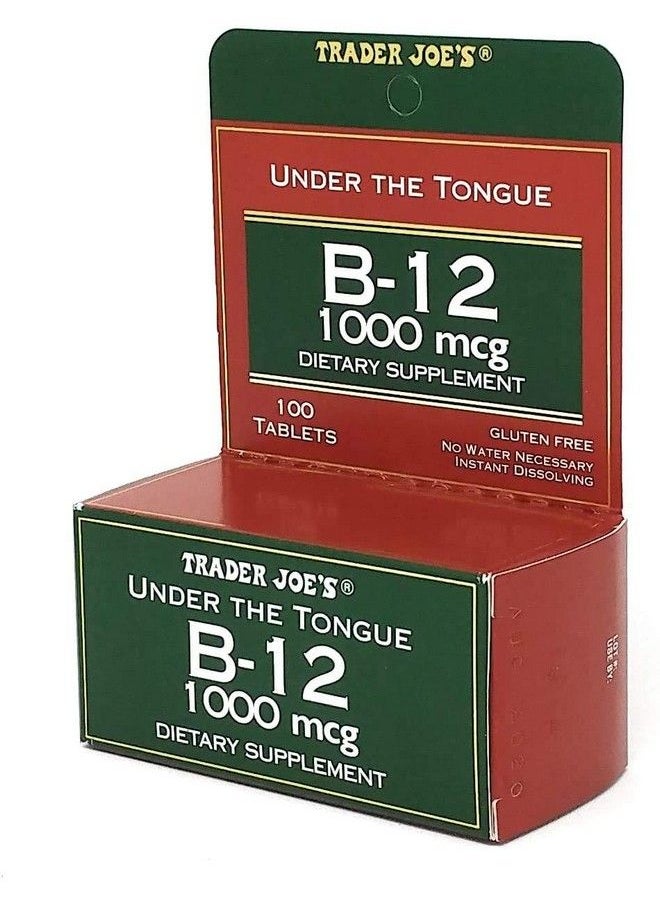 TRADER JOE'S®
UNDER THE TONGUE
B-12
1000 mcg
DIETARY SUPPLEMENT
100
TABLETS
GLUTEN FREE
NO WATER NECESSARY
INSTANT DISSOLVING
TRADER JOE'S®
UNDER THE TONGUE
B-12
1000 mcg
DIETARY SUPPLEMENT
LOT #:
USE BY: